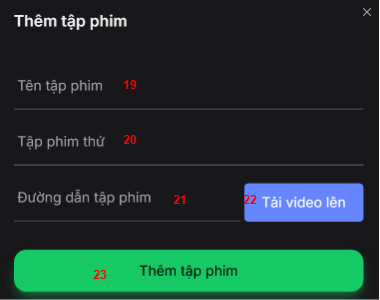 Thêm tập phim
Tên tập phim 19
Tập phim thứ 20
Đường dẫn tập phim 21 22 Tải video lên
23 Thêm tập phim